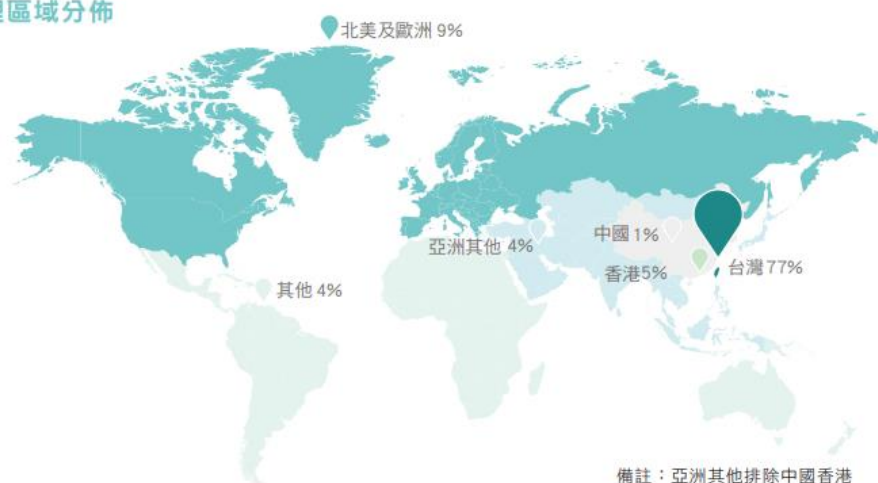 理區域分佈
北美及歐洲 9%
亞洲其他 4%
中國 1%
香港5%
台灣 77%
其他 4%
備註：亞洲其他排除中國香港